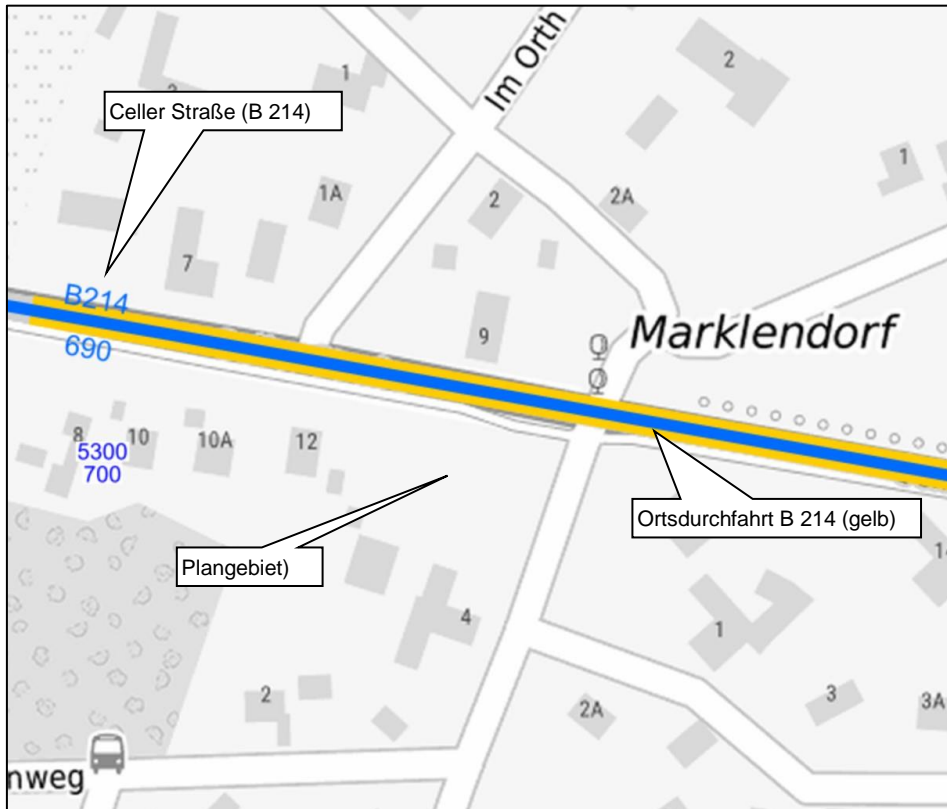 Im Orth
1
2
Celler Straße (B 214)
1A
2
2A
1
7
B214
690
9
Marklendorf
8
10
10A
12
5300
700
Ortsdurchfahrt B 214 (gelb)
Plangebiet)
4
1
2
2A
3
3A
nweg